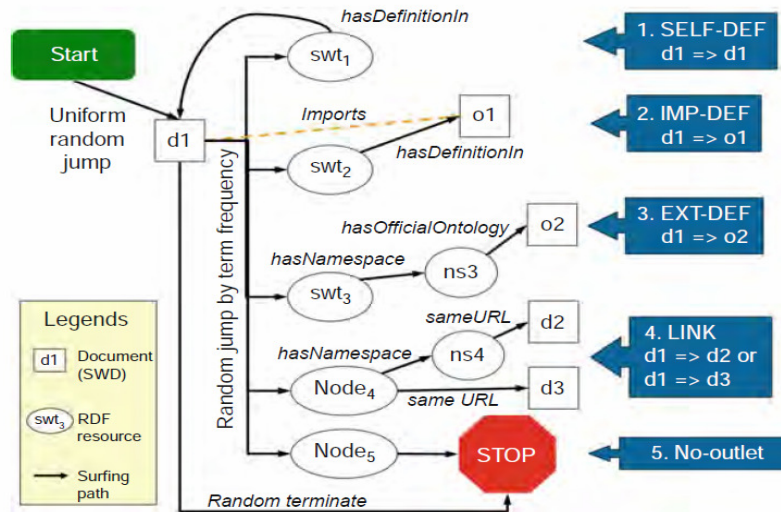 hasDefinitionIn
Start
swt1
1. SELF-DEF
d1 => d1
Uniform
random
jump
d1
Imports
o1
2. IMP-DEF
d1 => o1
swt2
hasDefinitionIn
Random jump by term frequency
hasOfficialOntology
o2
3. EXT-DEF
d1 => o2
hasNamespace
ns3
swt3
Legends
d1
Document
(SWD)
swt3
RDF
resource
Surfing
path
sameURL
d2
hasNamespace
ns4
4. LINK
d1 => d2 or
d1 => d3
Node4
same URL
d3
Node5
STOP
5. No-outlet
Random terminate